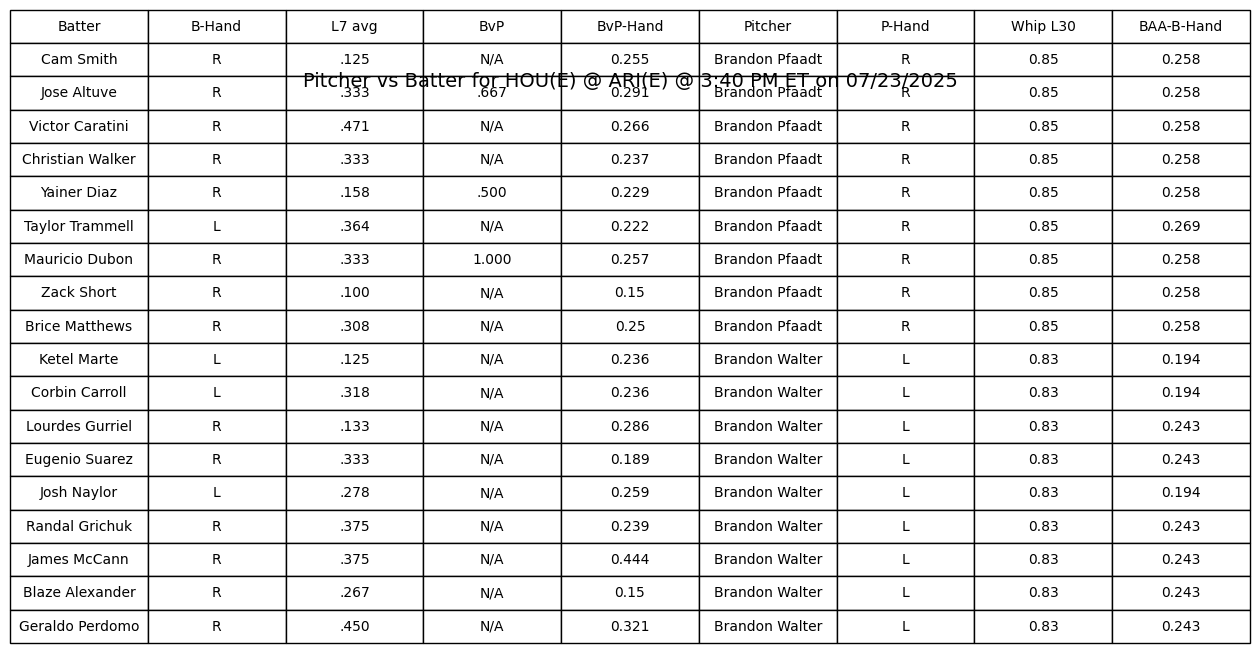 Batter B-Hand L7 avg BvP BvP-Hand Pitcher P-Hand Whip L30 BAA-B-Hand
Cam Smith R .125 N/A 0.255 Brandon Pfaadt R 0.85 0.258
Pitcher vs Batter for HOU(E) @ ARI(E) @ 3:40 PM ET on 07/23/2025
Jose Altuve R .333 .667 0.291 Brandon Pfaadt R 0.85 0.258
Victor Caratini R .471 N/A 0.266 Brandon Pfaadt R 0.85 0.258
Christian Walker R .333 N/A 0.237 Brandon Pfaadt R 0.85 0.258
Yainer Diaz R .158 .500 0.229 Brandon Pfaadt R 0.85 0.258
Taylor Trammell L .364 N/A 0.222 Brandon Pfaadt R 0.85 0.269
Mauricio Dubon R .333 1.000 0.257 Brandon Pfaadt R 0.85 0.258
Zack Short R .100 N/A 0.15 Brandon Pfaadt R 0.85 0.258
Brice Matthews R .308 N/A 0.25 Brandon Pfaadt R 0.85 0.258
Ketel Marte L .125 N/A 0.236 Brandon Walter L 0.83 0.194
Corbin Carroll L .318 N/A 0.236 Brandon Walter L 0.83 0.194
Lourdes Gurriel R .133 N/A 0.286 Brandon Walter L 0.83 0.243
Eugenio Suarez R .333 N/A 0.189 Brandon Walter L 0.83 0.243
Josh Naylor L .278 N/A 0.259 Brandon Walter L 0.83 0.194
Randal Grichuk R .375 N/A 0.239 Brandon Walter L 0.83 0.243
James McCann R .375 N/A 0.444 Brandon Walter L 0.83 0.243
Blaze Alexander R .267 N/A 0.15 Brandon Walter L 0.83 0.243
Geraldo Perdomo R .450 N/A 0.321 Brandon Walter L 0.83 0.243